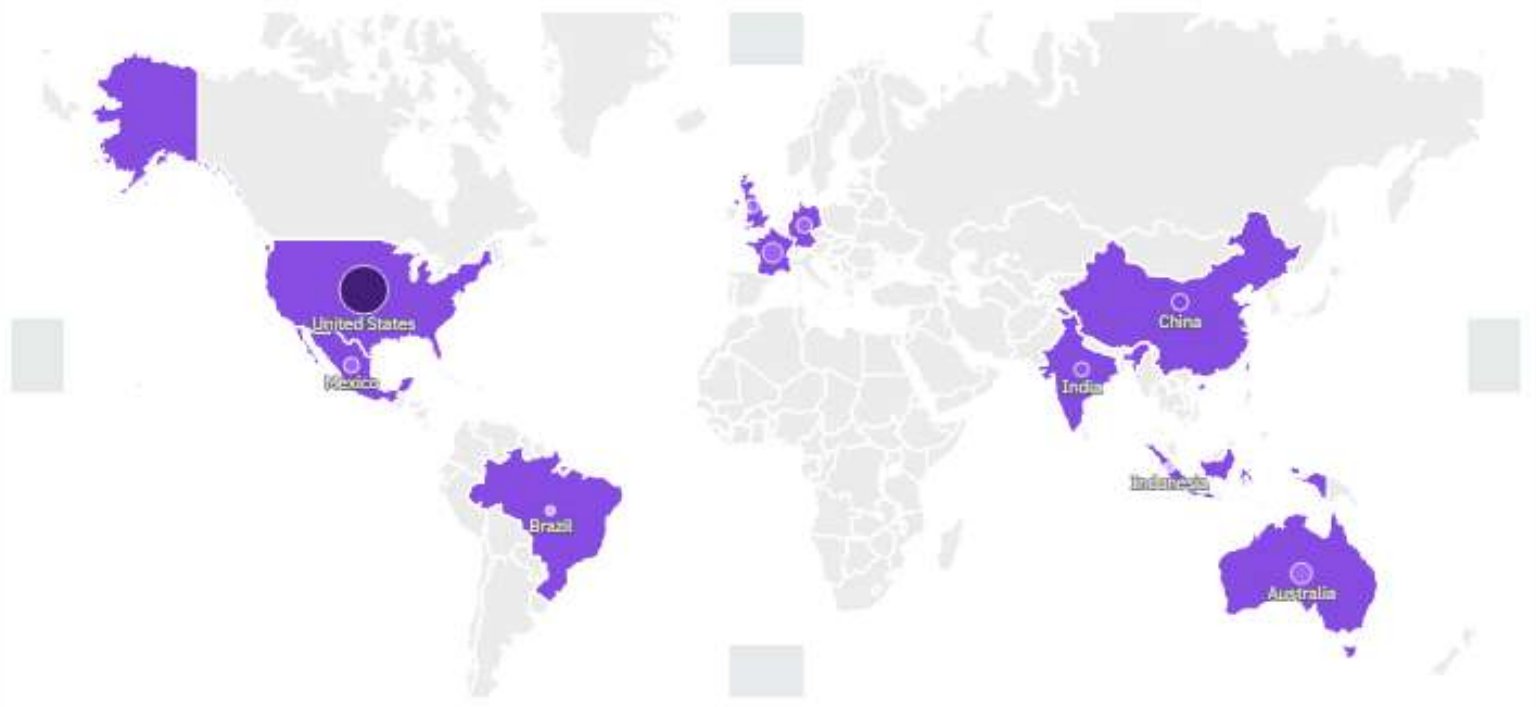 United States
China
Mexico
India
Indonesia
Brazil
Australia